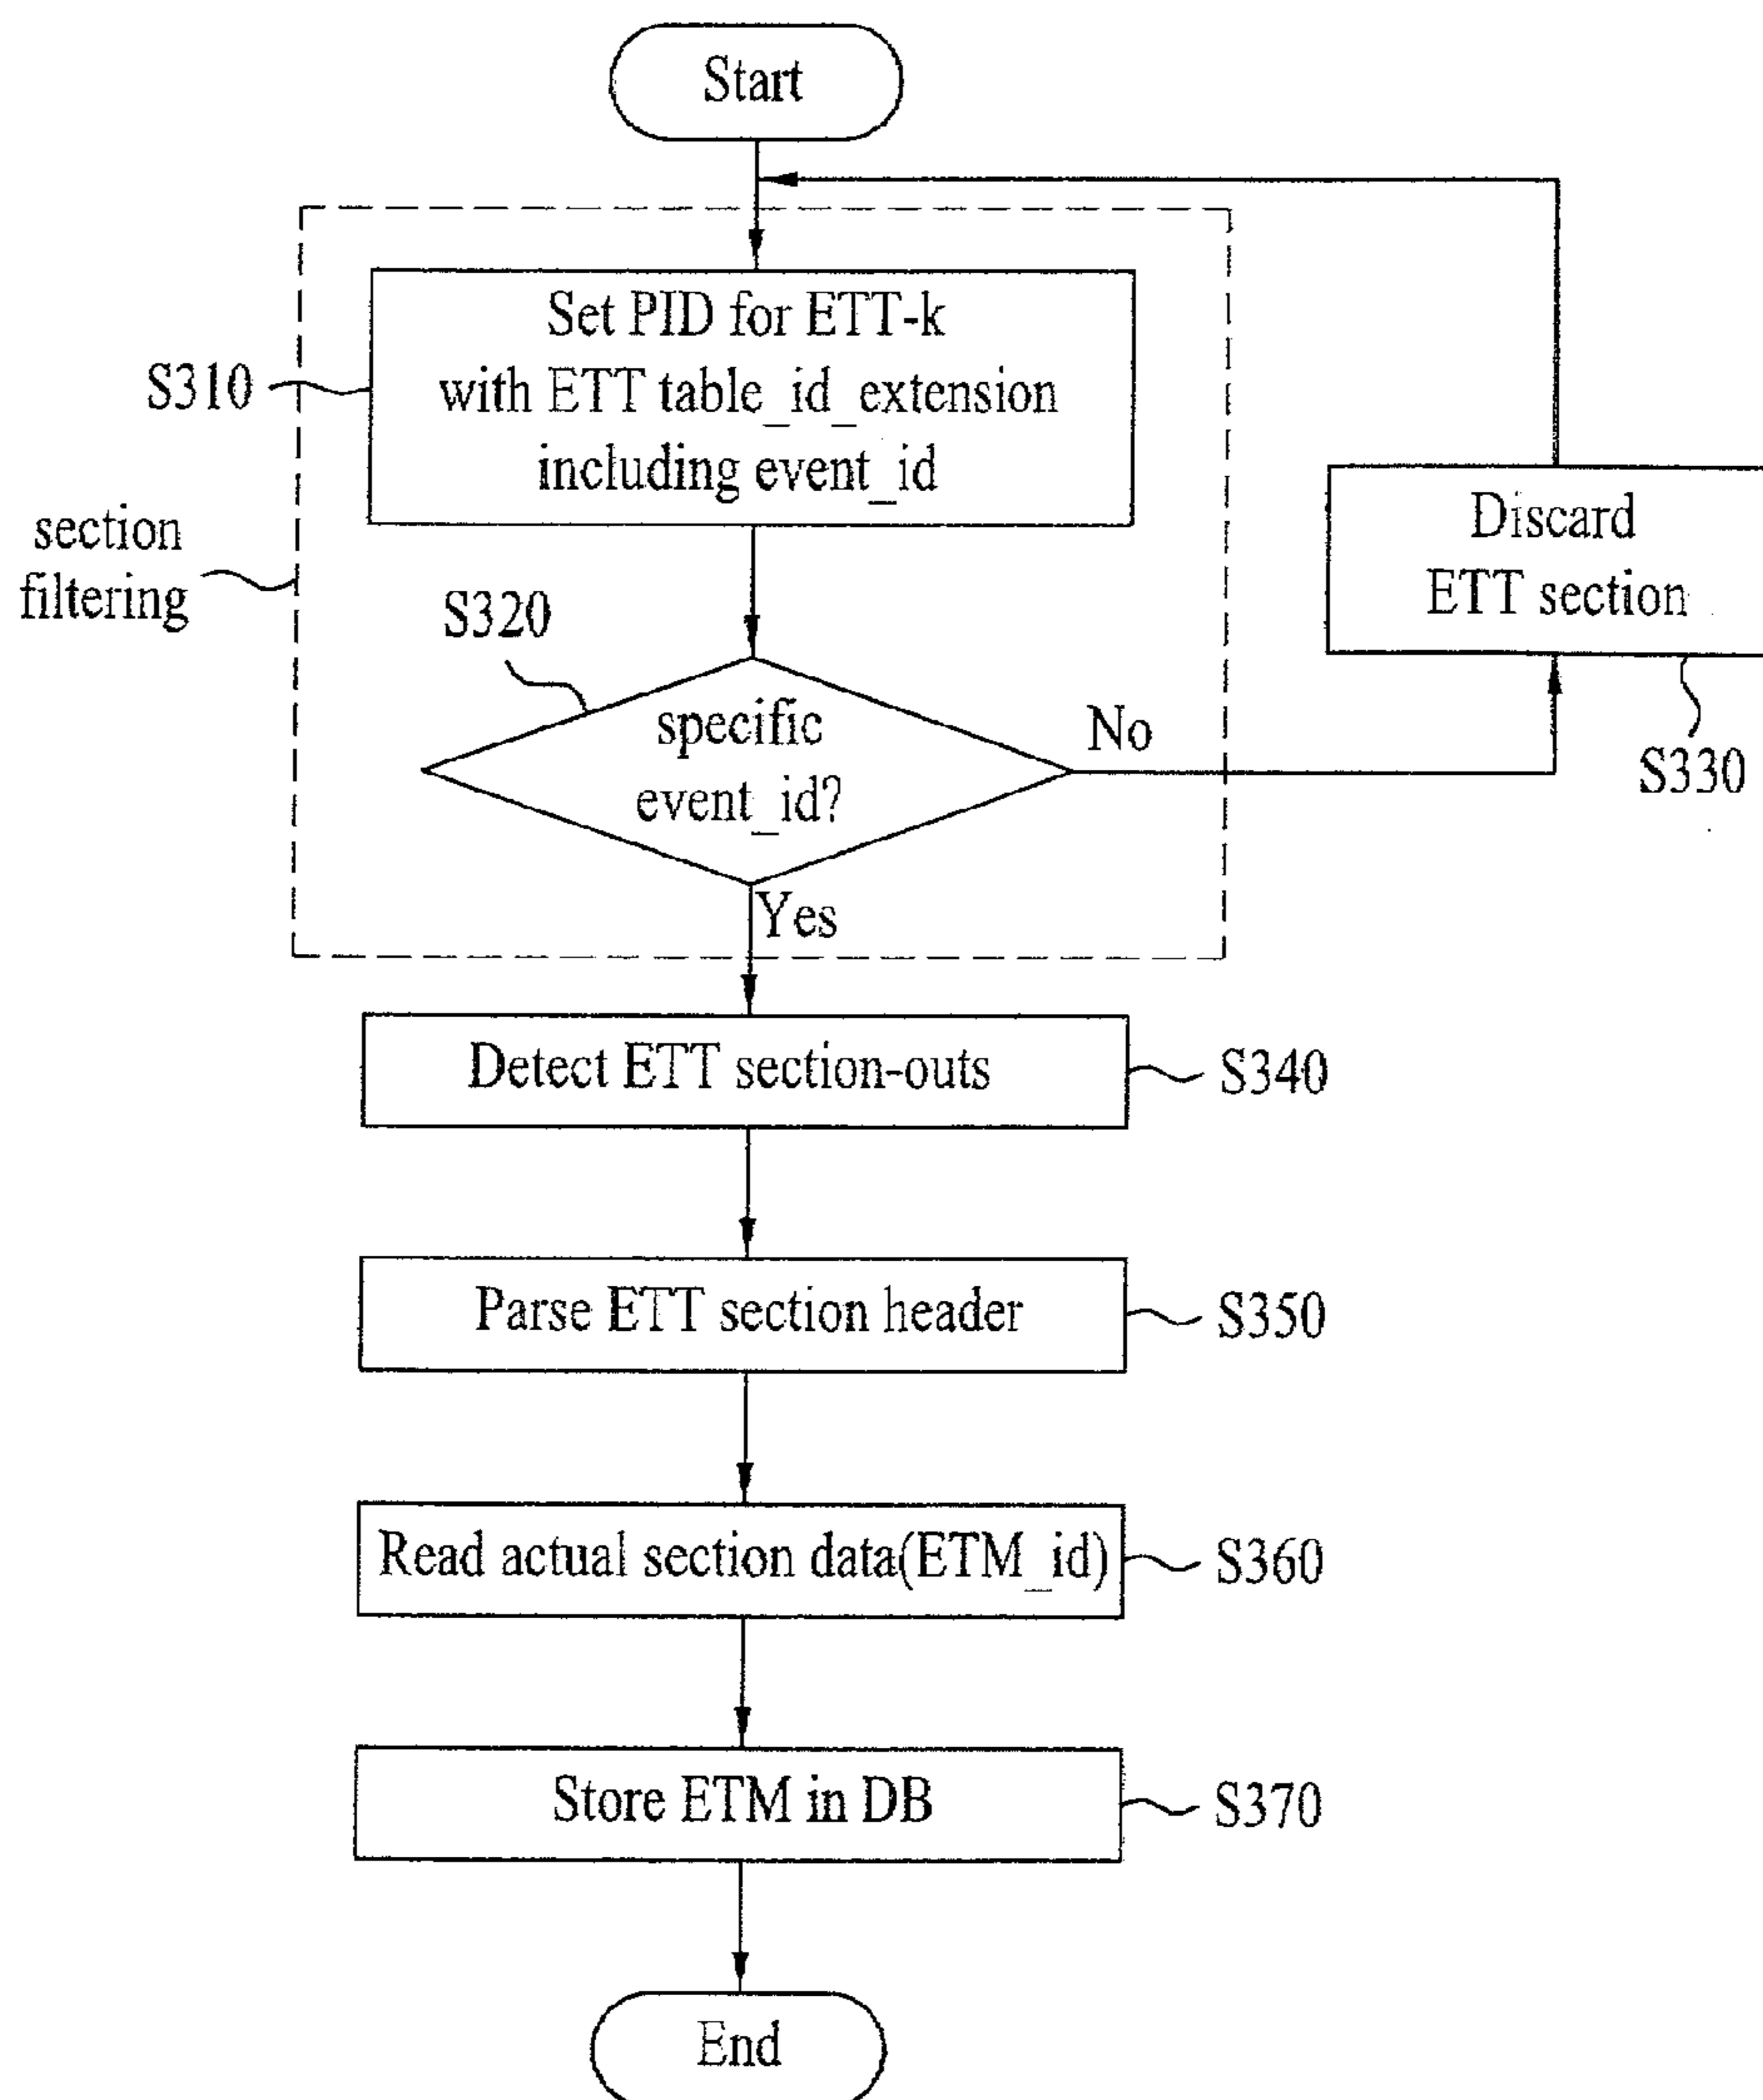 Start
Set PID for ETT-k
with ETT table_id_extension
including event_id
S310
section
filtering
Discard
ETT section
S330
S320
specific
event_id?
No
Yes
Detect ETT section-outs
S340
Parse ETT section header
S350
Read actual section data(ETM_id)
S360
Store ETM in DB
S370
End